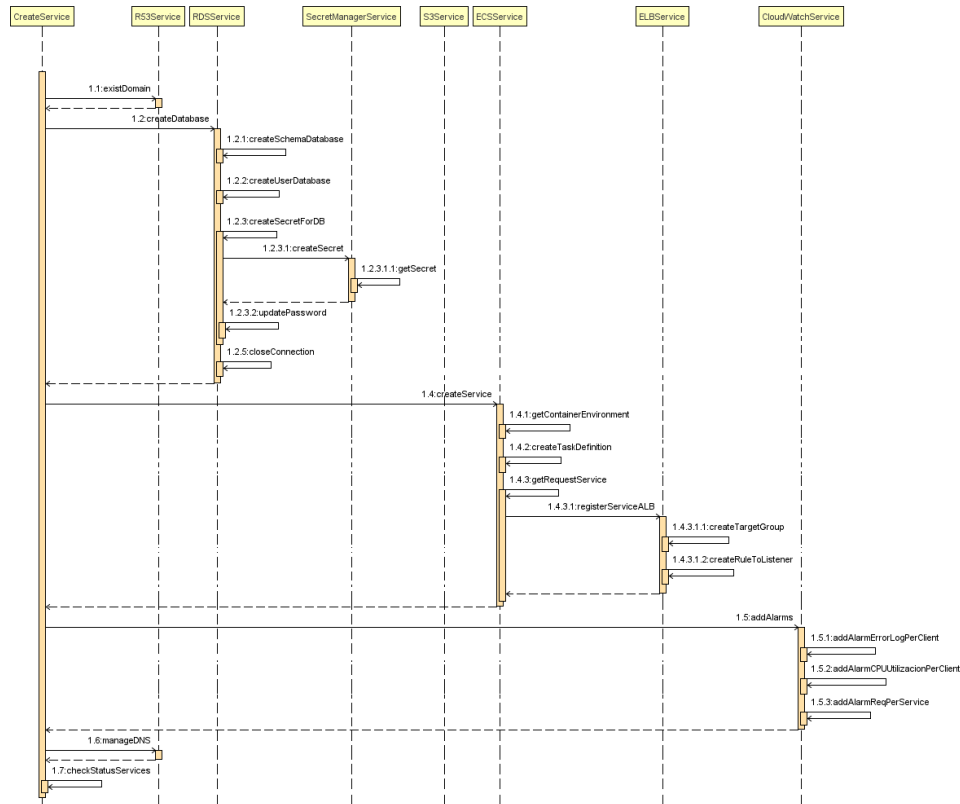 CreateService
R53Service
RDSService
SecretManagerService
S3Service
ECSService
ELBService
CloudWatchService
1.1:existDomain
1.2:createDatabase
1.2.1:createSchemaDatabase
1.2.2:createUserDatabase
1.2.3:createSecretForDB
1.2.3.1:createSecret
1.2.3.1.1:getSecret
1.2.3.2:updatePassword
1.2.5:closeConnection
1.4:createService
1.4.1:getContainerEnvironment
1.4.2:createTaskDefinition
1.4.3:getRequestService
1.4.3.1:registerServiceALB
1.4.3.1.1:createTargetGroup
1.4.3.1.2:createRuleToListener
1.5:addAlarms
1.5.1:addAlarmErrorLogPerClient
1.5.2:addAlarmCPUUtilizacionPerClient
1.5.3:addAlarmReqPerService
1.6:manageDNS
1.7:checkStatusServices